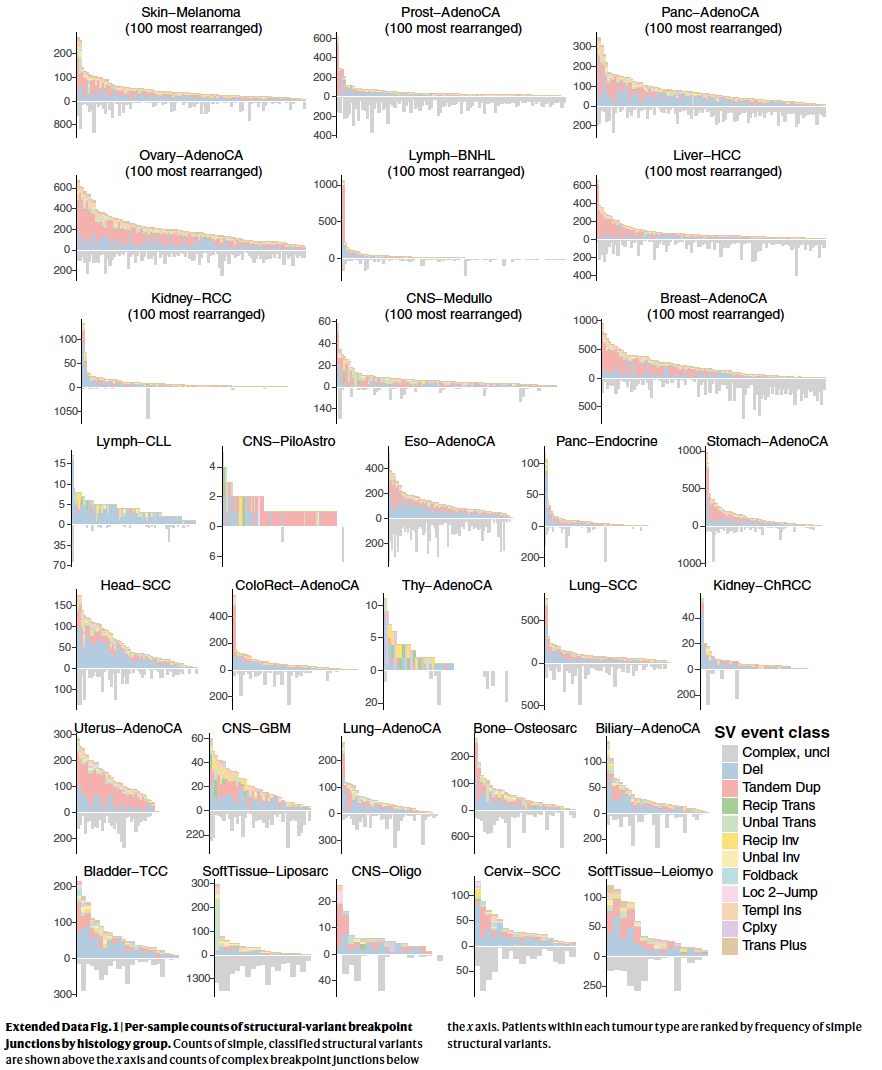 Skin–Melanoma
(100 most rearranged)
Prost–AdenoCA
(100 most rearranged)
Panc–AdenoCA
(100 most rearranged)
200
100
0
800
600
400
200
0
200
400
300
200
100
0
200
Ovary–AdenoCA
(100 most rearranged)
Lymph–BNHL
(100 most rearranged)
Liver–HCC
(100 most rearranged)
600
400
200
0
200
1000
500
0
600
400
200
0
200
400
Kidney–RCC
(100 most rearranged)
CNS–Medullo
(100 most rearranged)
Breast–AdenoCA
(100 most rearranged)
100
50
0
1050
60
40
20
0
140
1000
500
0
500
Lymph–CLL
CNS–PiloAstro
Eso–AdenoCA
Panc–Endocrine
Stomach–AdenoCA
15
10
5
0
35
70
4
2
0
6
400
200
0
200
100
50
0
200
1000
500
0
1000
Head–SCC
ColoRect–AdenoCA
Thy–AdenoCA
Lung–SCC
Kidney–ChRCC
150
100
50
0
100
400
200
0
200
10
5
0
20
500
0
500
40
20
0
200
Uterus–AdenoCA
CNS–GBM
Lung–AdenoCA
Bone–Osteosarc
Biliary–AdenoCA
300
200
100
0
200
60
40
20
0
220
200
100
0
300
200
100
0
600
100
50
0
200
Bladder–TCC
SoftTissue–Liposarc
CNS–Oligo
Cervix–SCC
SoftTissue–Leiomyo
200
100
0
300
300
200
100
0
1300
20
10
0
40
100
50
0
50
100
50
0
250
SV event class
Complex, uncl
Del
Tandem Dup
Recip Trans
Unbal Trans
Recip Inv
Unbal Inv
Foldback
Loc 2–Jump
Templ Ins
Cplxy
Trans Plus
Extended Data Fig. 1 | Per-sample counts of structural-variant breakpoint
junctions by histology group. Counts of simple, classified structural variants
are shown above the x axis and counts of complex breakpoint junctions below
the x axis. Patients within each tumour type are ranked by frequency of simple
structural variants.